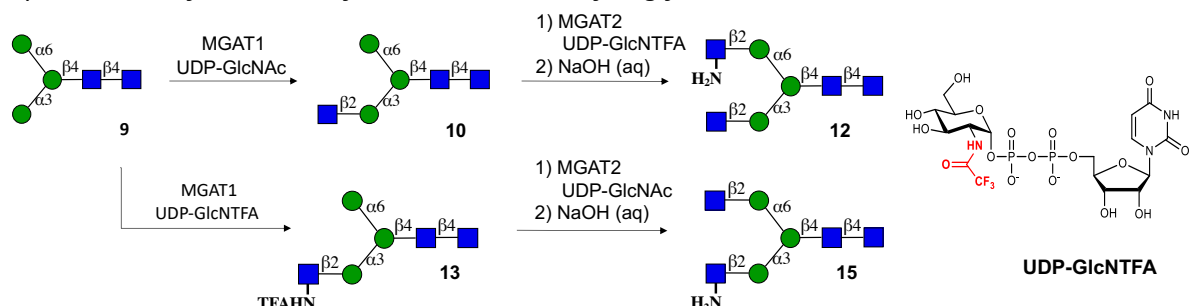 MGAT1
UDP-GlcNAc
1) MGAT2
UDP-GlcNTFA
2) NaOH (aq)
α6
β4
β4
α3
9
α6
β4
β4
β2
α3
10
β2
H₂N
α6
β4
β4
β2
α3
12
MGAT1
UDP-GlcNTFA
1) MGAT2
UDP-GlcNAc
2) NaOH (aq)
α6
β4
β4
β2
α3
13
TFAHN
β2
α6
β4
β4
β2
α3
15
H₂N
OH
HO
HO
O
HN
O
CF₃
O
P
O
O⁻
O
P
O
O⁻
O
O
OH
OH
O
NH
N
O
UDP-GlcNTFA